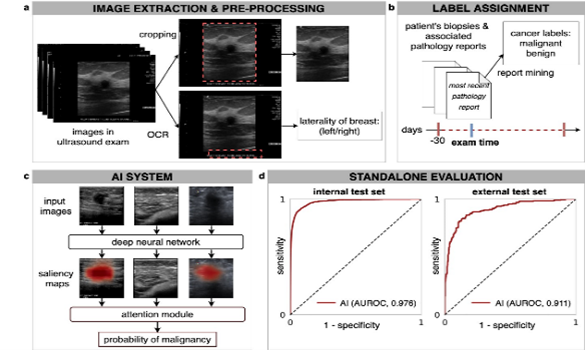 a IMAGE EXTRACTION & PRE-PROCESSING
cropping
images in
ultrasound exam
OCR
laterality of breast:
(left/right)
b LABEL ASSIGNMENT
patient's biopsies &
associated
pathology reports
cancer labels:
malignant
benign
report mining
most recent
pathology
report
days
-30 exam time
c AI SYSTEM
input
images
deep neural network
saliency
maps
attention module
probability of malignancy
d STANDALONE EVALUATION
internal test set
1
sensitivity
AI (AUROC, 0.976)
0
0 1
1 - specificity
external test set
1
sensitivity
AI (AUROC, 0.911)
0
0 1
1 - specificity